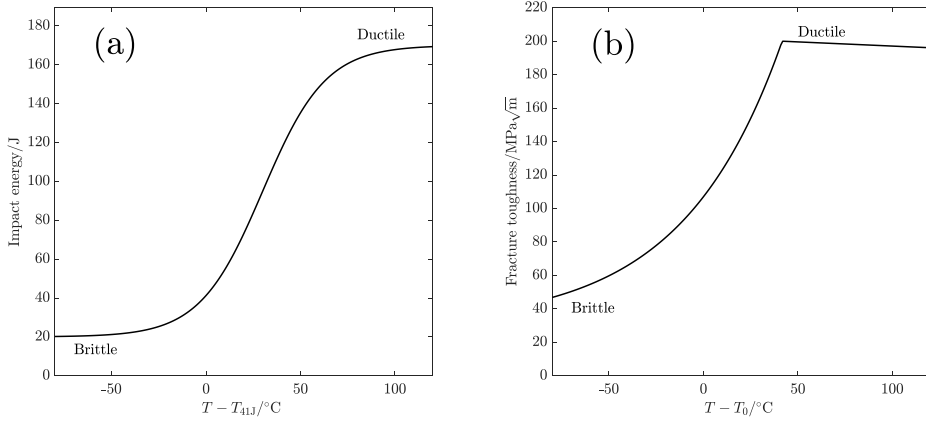 (a)
Impact energy/J
180
160
140
120
100
80
60
40
20
0
Ductile
Brittle
-50 0 50 100
T − T₄₁J/°C
(b)
Fracture toughness/MPa√m
220
200
180
160
140
120
100
80
60
40
20
0
Ductile
Brittle
-50 0 50 100
T − T₀/°C